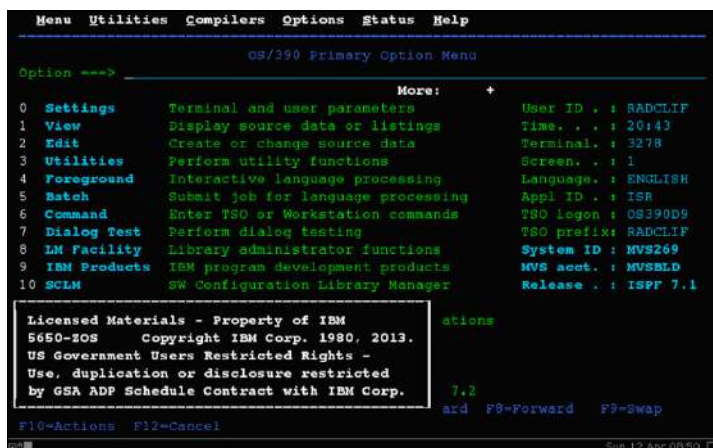 Menu Utilities Compilers Options Status Help
OS/390 Primary Option Menu
Option ===> _
More: +
0 Settings Terminal and user parameters User ID . : RADCLIF
1 View Display source data or listings Time. . . : 20:43
2 Edit Create or change source data Terminal. : 3278
3 Utilities Perform utility functions Screen. . : 1
4 Foreground Interactive language processing Language. : ENGLISH
5 Batch Submit job for language processing Appl ID . : ISR
6 Command Enter TSO or Workstation commands TSO logon : OS390D9
7 Dialog Test Perform dialog testing TSO prefix: RADCLIF
8 LM Facility Library administrator functions System ID : MVS269
9 IBM Products IBM program development products MVS acct. : MVSBLD
10 SCLM SW Configuration Library Manager Release . : ISPF 7.1
Licensed Materials - Property of IBM ations
5650-ZOS Copyright IBM Corp. 1980, 2013.
US Government Users Restricted Rights -
Use, duplication or disclosure restricted
by GSA ADP Schedule Contract with IBM Corp. 7.2
ard F8=Forward F9=Swap
F10=Actions F12=Cancel
Sun 12 Apr 08:50